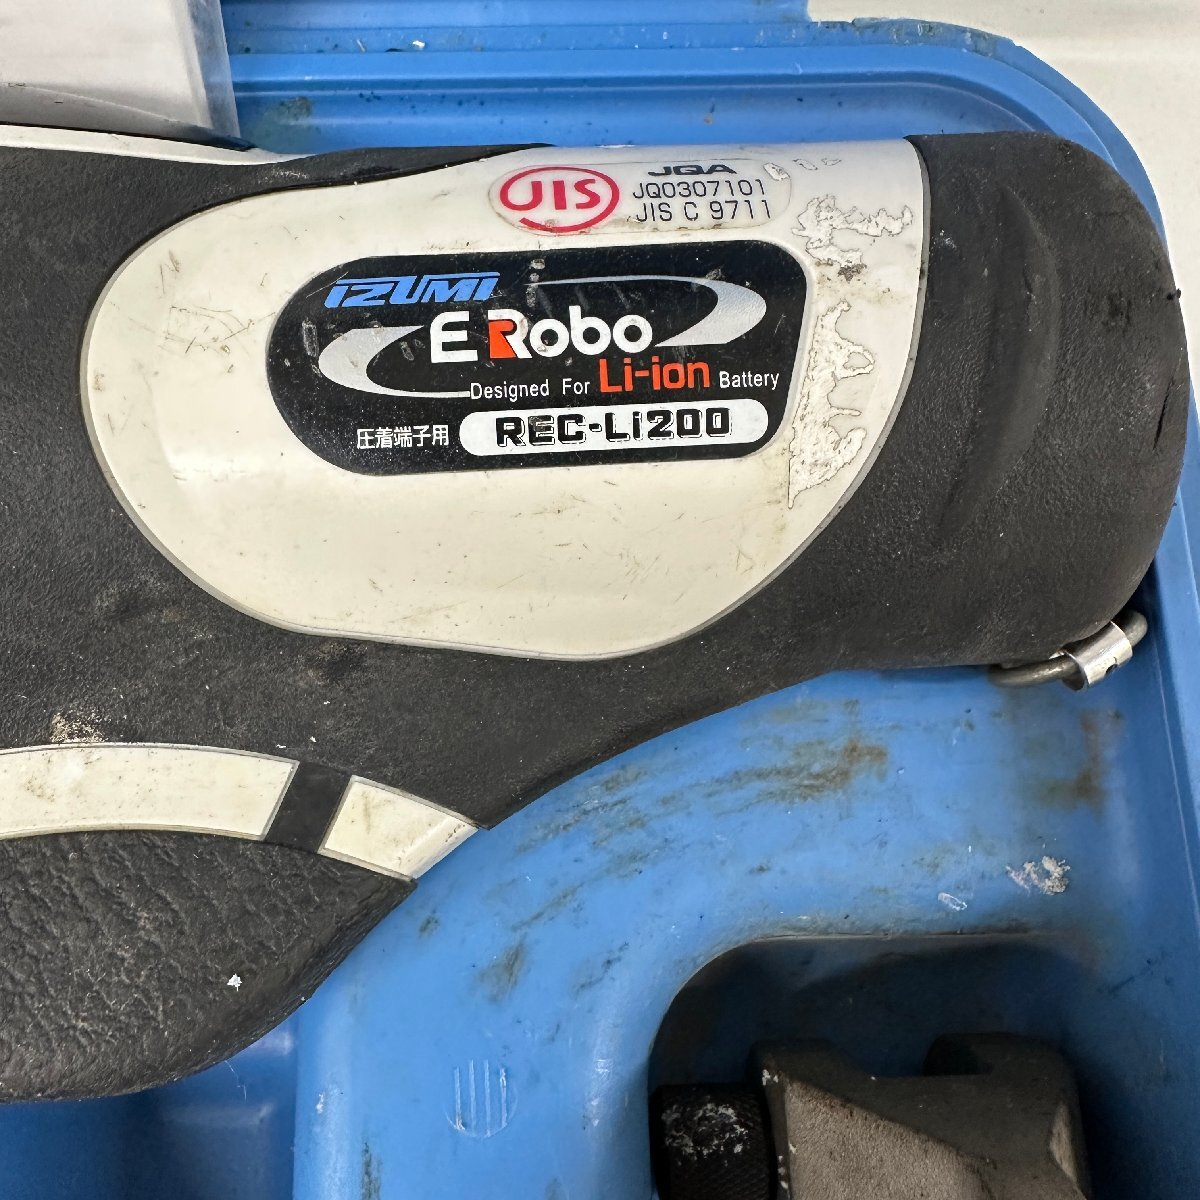 JIS
JQA
JQ0307101
JIS C 9711
IZUMI
E Robo
Designed For Li-ion Battery
圧着端子用 REC-Li200